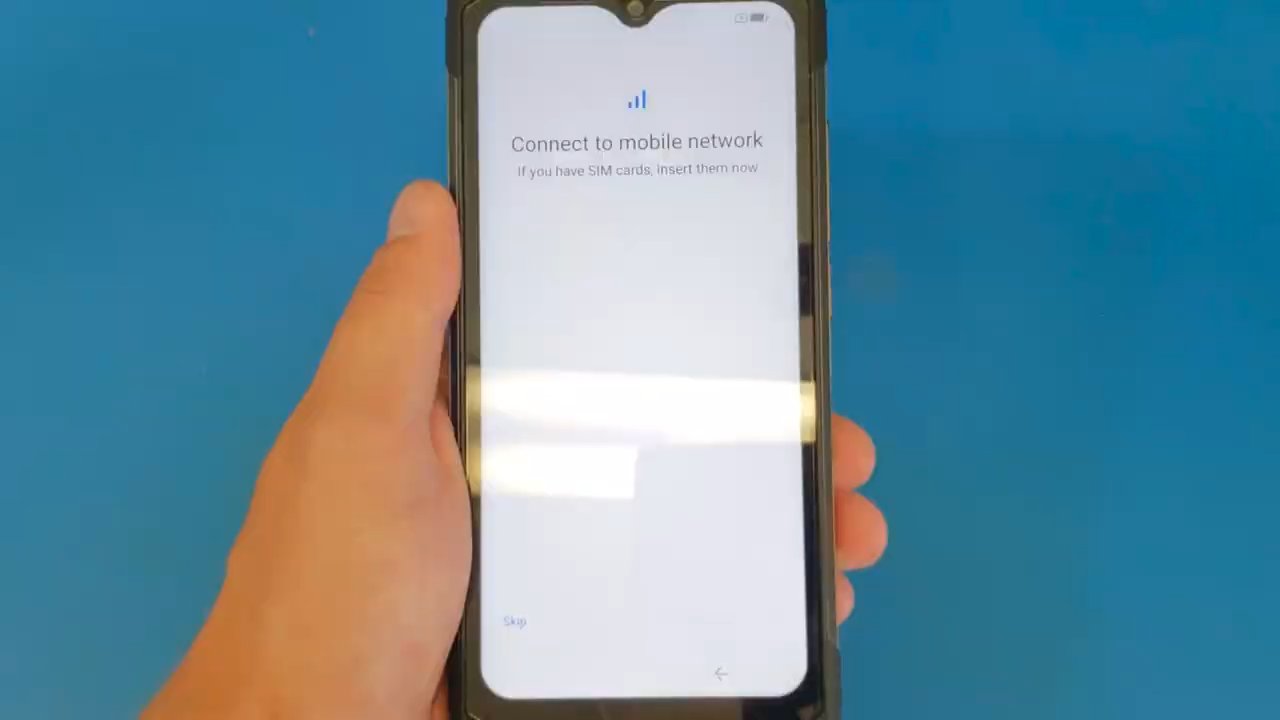 Connect to mobile network
If you have SIM cards, insert them now
Skip